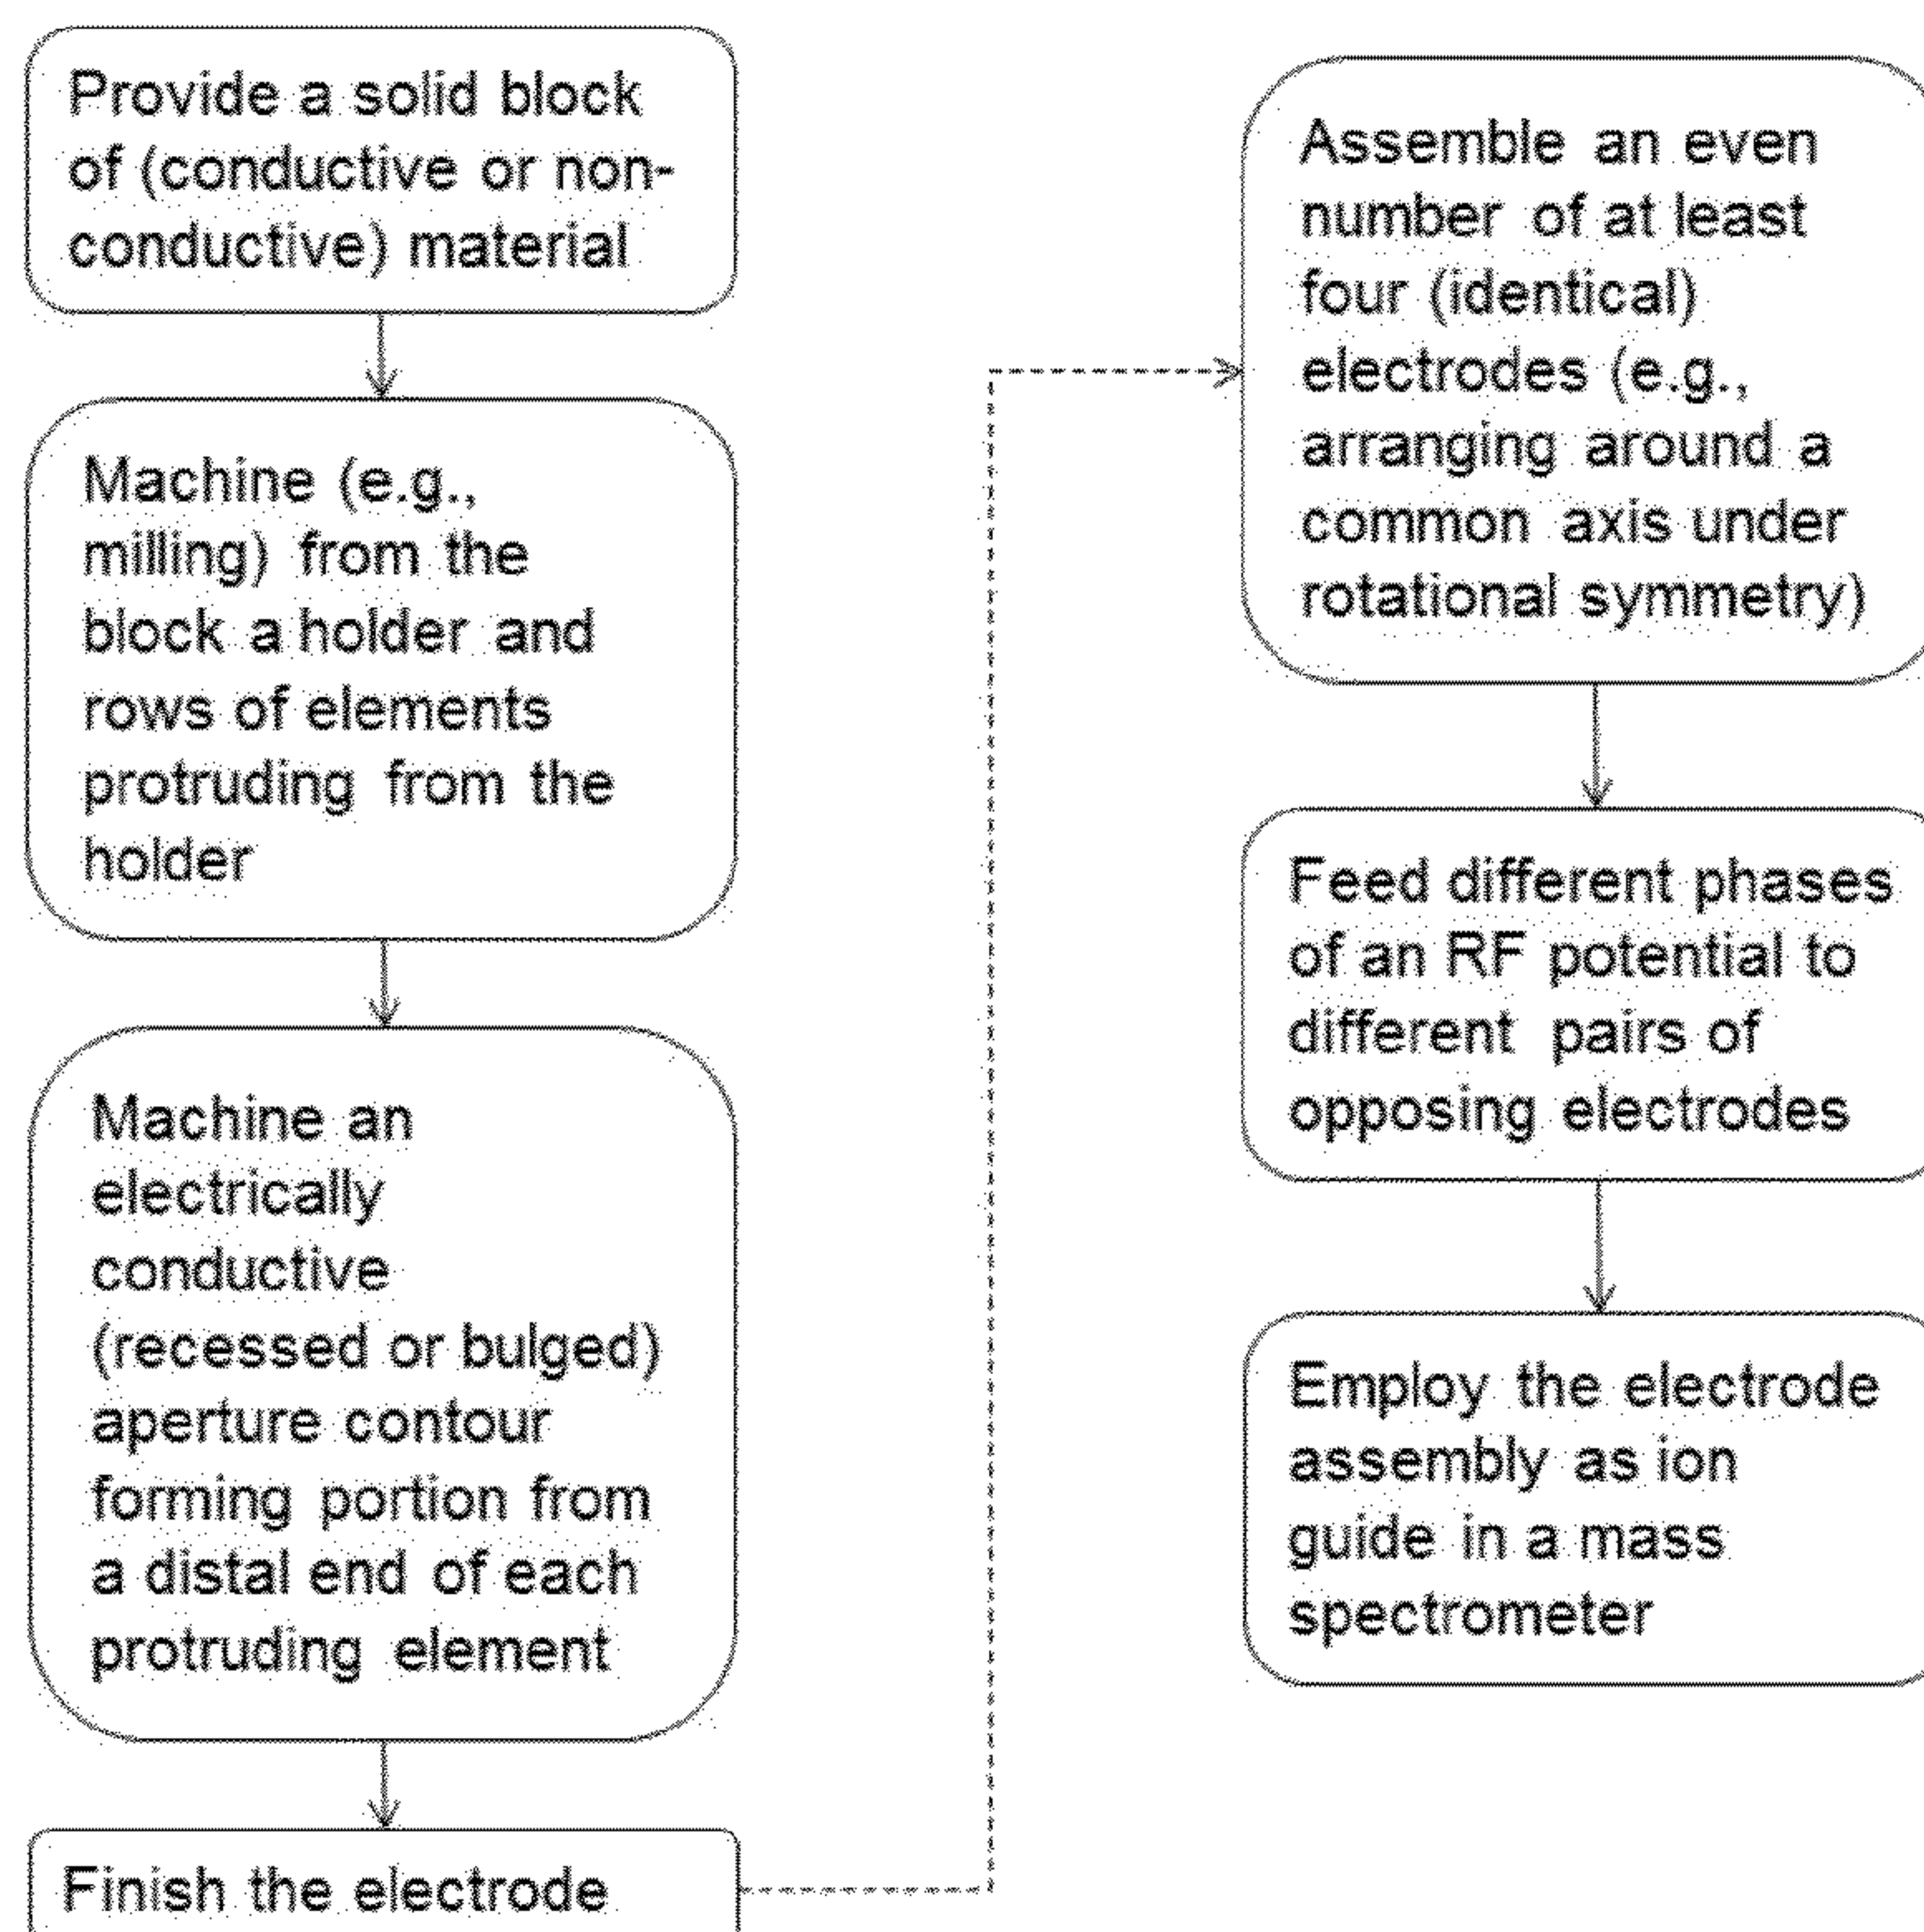 Provide a solid block
of (conductive or non-
conductive) material
Machine (e.g.,
milling) from the
block a holder and
rows of elements
protruding from the
holder
Machine an
electrically
conductive
(recessed or bulged)
aperture contour
forming portion from
a distal end of each
protruding element
Finish the electrode
Assemble an even
number of at least
four (identical)
electrodes (e.g.,
arranging around a
common axis under
rotational symmetry)
Feed different phases
of an RF potential to
different pairs of
opposing electrodes
Employ the electrode
assembly as ion
guide in a mass
spectrometer